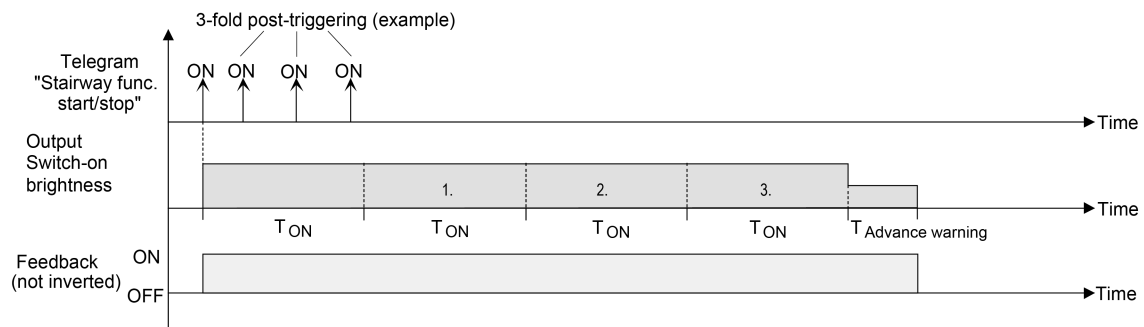 3-fold post-triggering (example)
Telegram
"Stairway func.
start/stop"
ON ON ON ON
Time
Output
Switch-on
brightness
1. 2. 3.
Time
T ON T ON T ON T ON T Advance warning
Feedback
(not inverted)
ON
OFF
Time